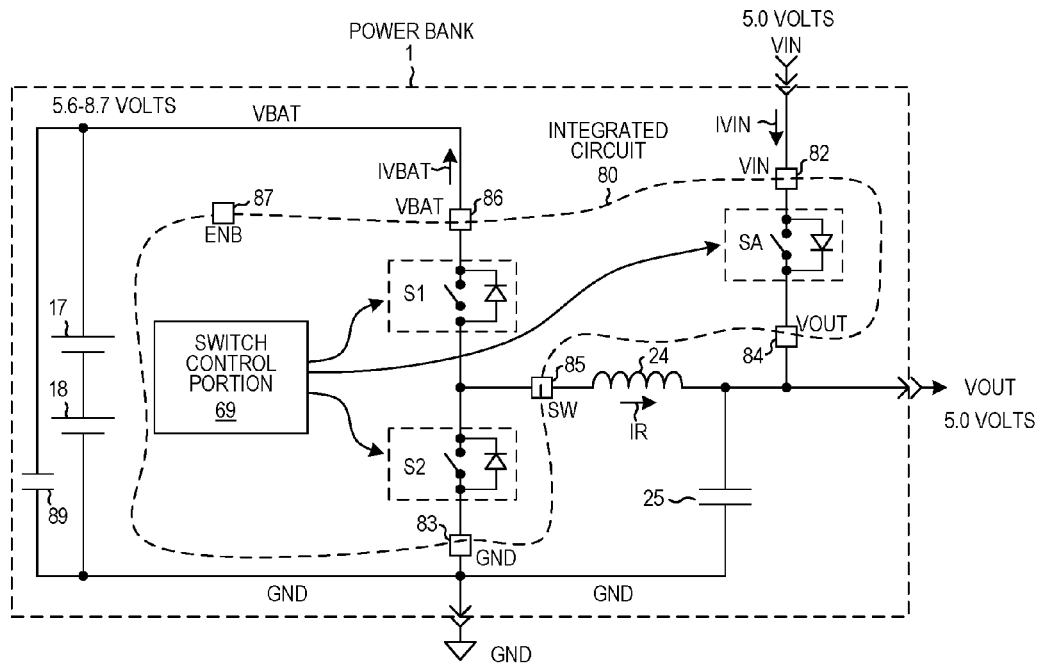 5.0 VOLTS
VIN
POWER BANK
1
5.6-8.7 VOLTS
VBAT
IVIN
INTEGRATED
CIRCUIT
80
IVBAT
VIN
82
87
VBAT
86
ENB
SA
S1
17
VOUT
SWITCH
CONTROL
PORTION
69
84
85
24
18
SW
IR
VOUT
5.0 VOLTS
S2
25
89
83
GND
GND
GND
GND